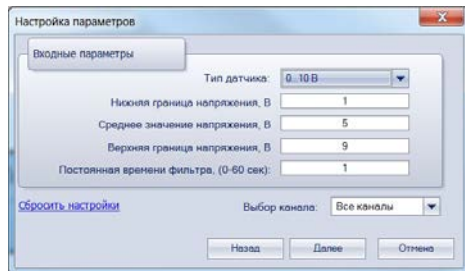 Настройка параметров
Входные параметры
Тип датчика: 0..10 В
Нижняя граница напряжения, В 1
Среднее значение напряжения, В 5
Верхняя граница напряжения, В 9
Постоянная времени фильтра, (0-60 сек): 1
Сбросить настройки Выбор канала: Все каналы
Назад Далее Отмена